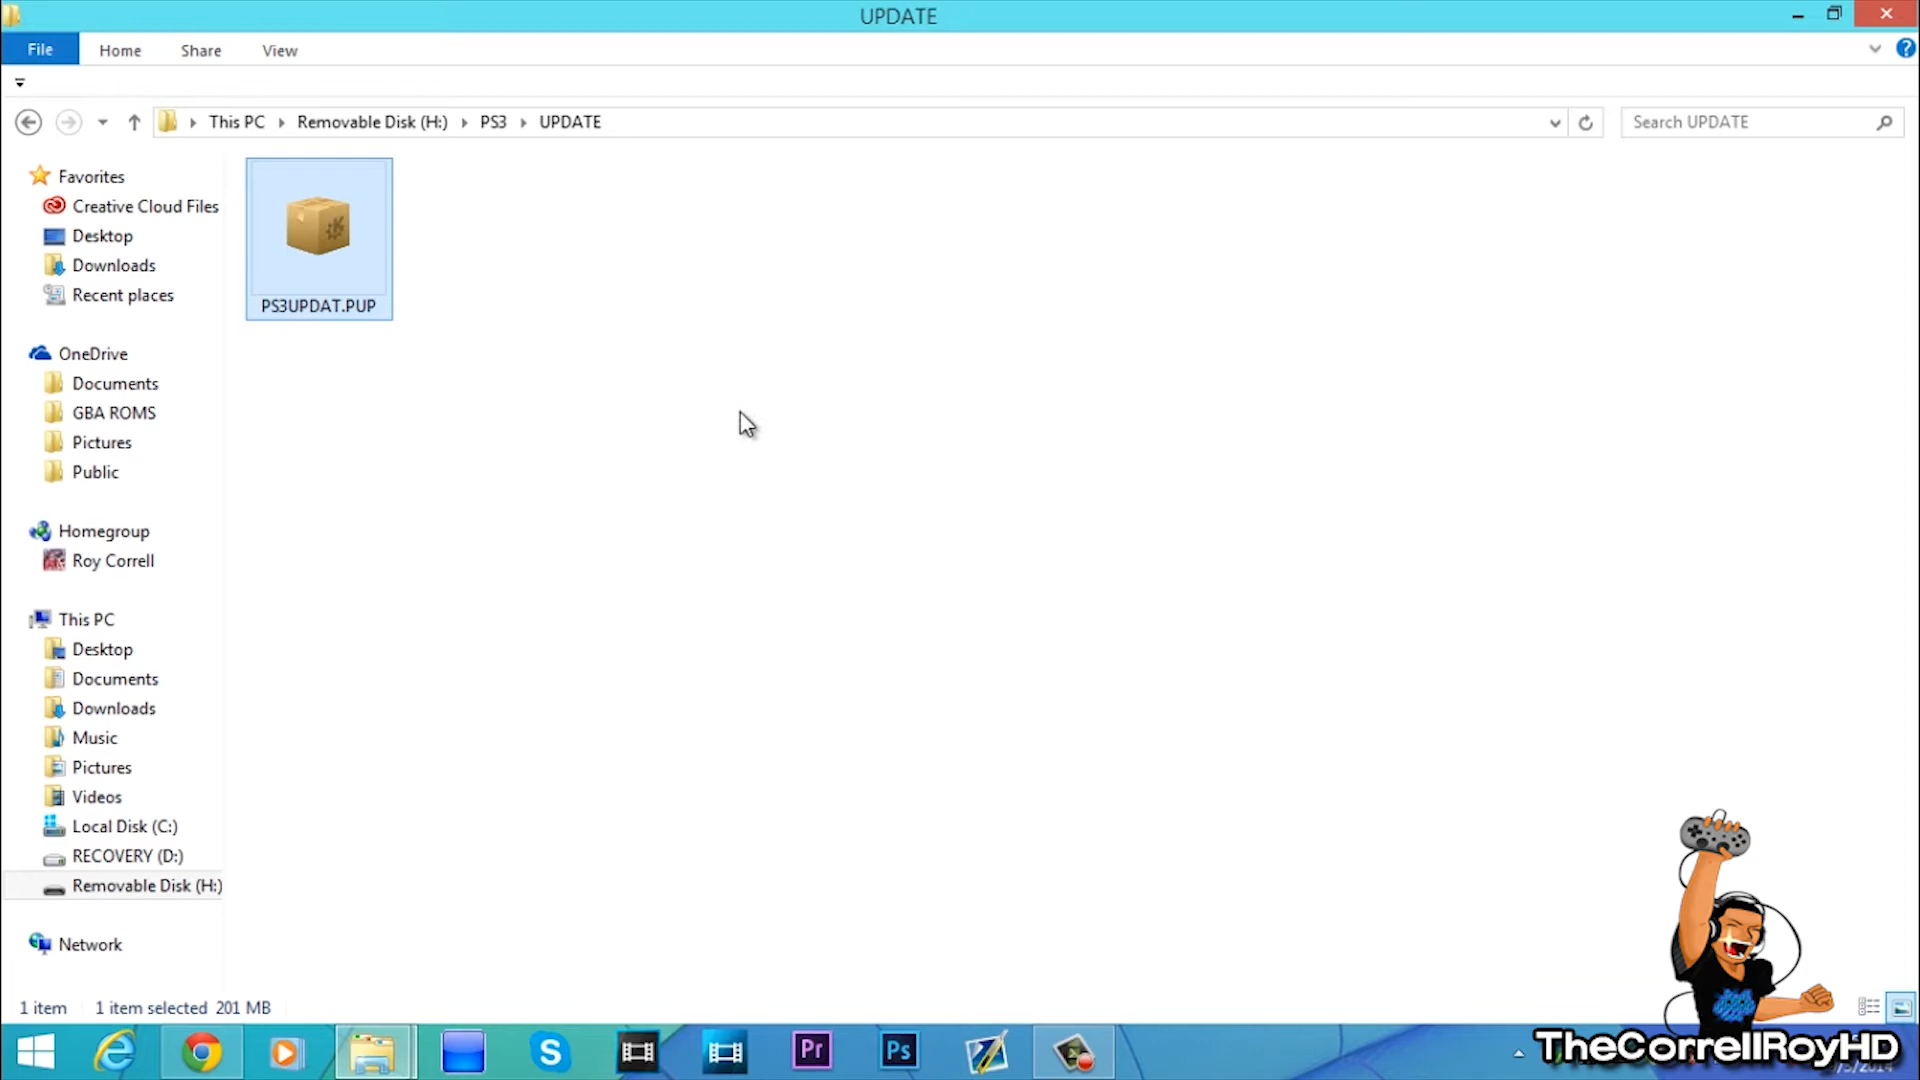 UPDATE
File Home Share View
This PC Removable Disk (H:) PS3 UPDATE
Search UPDATE
Favorites
Creative Cloud Files
Desktop
Downloads
Recent places
OneDrive
Documents
GBA ROMS
Pictures
Public
Homegroup
Roy Correll
This PC
Desktop
Documents
Downloads
Music
Pictures
Videos
Local Disk (C:)
RECOVERY (D:)
Removable Disk (H:)
Network
PS3UPDAT.PUP
1 item 1 item selected 201 MB
Pr Ps
TheCorrellRoyHD